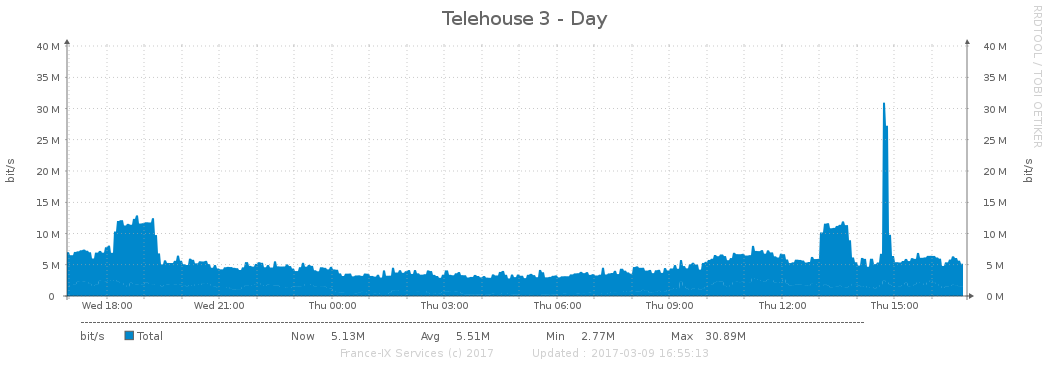 Telehouse 3 - Day
RRDTOOL / TOBI OETIKER
bit/s
bit/s
40 M 40 M
35 M 35 M
30 M 30 M
25 M 25 M
20 M 20 M
15 M 15 M
10 M 10 M
5 M 5 M
0 0 M
Wed 18:00 Wed 21:00 Thu 00:00 Thu 03:00 Thu 06:00 Thu 09:00 Thu 12:00 Thu 15:00
bit/s Total Now 5.13M Avg 5.51M Min 2.77M Max 30.89M
France-IX Services (c) 2017 Updated : 2017-03-09 16:55:13